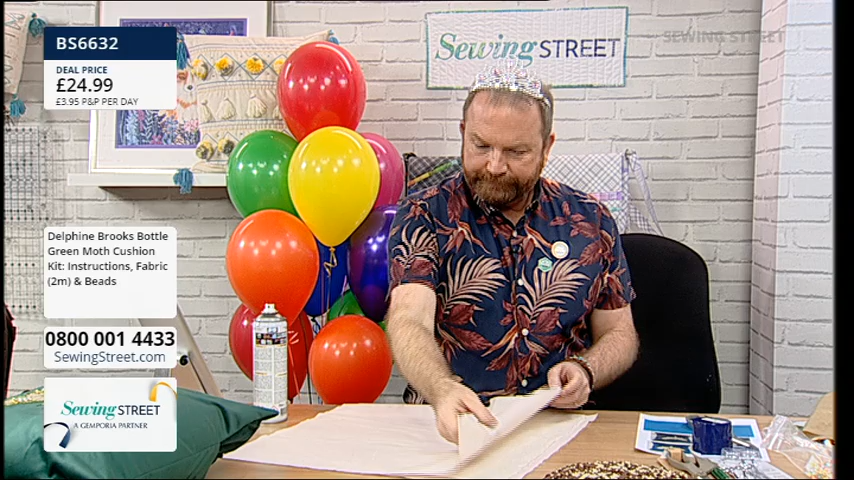 BS6632
DEAL PRICE
£24.99
£3.95 P&P PER DAY
Sewing STREET
SEWING STREET
Delphine Brooks Bottle
Green Moth Cushion
Kit: Instructions, Fabric
(2m) & Beads
0800 001 4433
SewingStreet.com
Sewing STREET
A GEMPORIA PARTNER